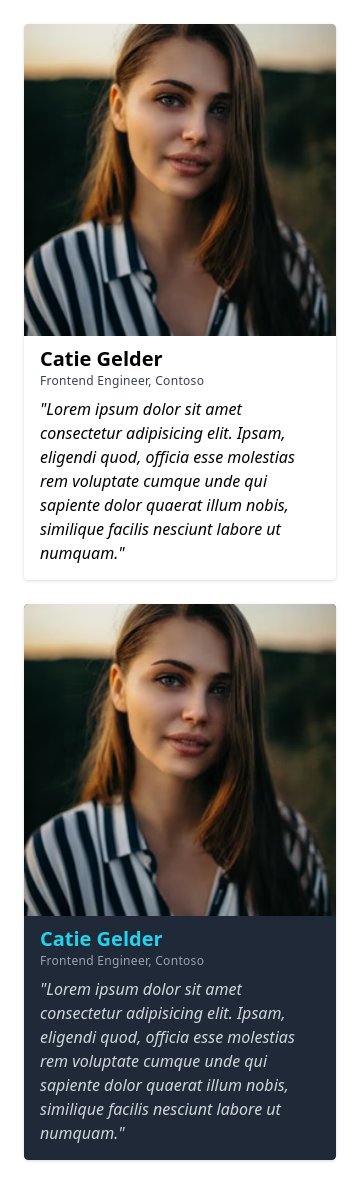 Catie Gelder
Frontend Engineer, Contoso
"Lorem ipsum dolor sit amet
consectetur adipisicing elit. Ipsam,
eligendi quod, officia esse molestias
rem voluptate cumque unde qui
sapiente dolor quaerat illum nobis,
similique facilis nesciunt labore ut
numquam."
Catie Gelder
Frontend Engineer, Contoso
"Lorem ipsum dolor sit amet
consectetur adipisicing elit. Ipsam,
eligendi quod, officia esse molestias
rem voluptate cumque unde qui
sapiente dolor quaerat illum nobis,
similique facilis nesciunt labore ut
numquam."